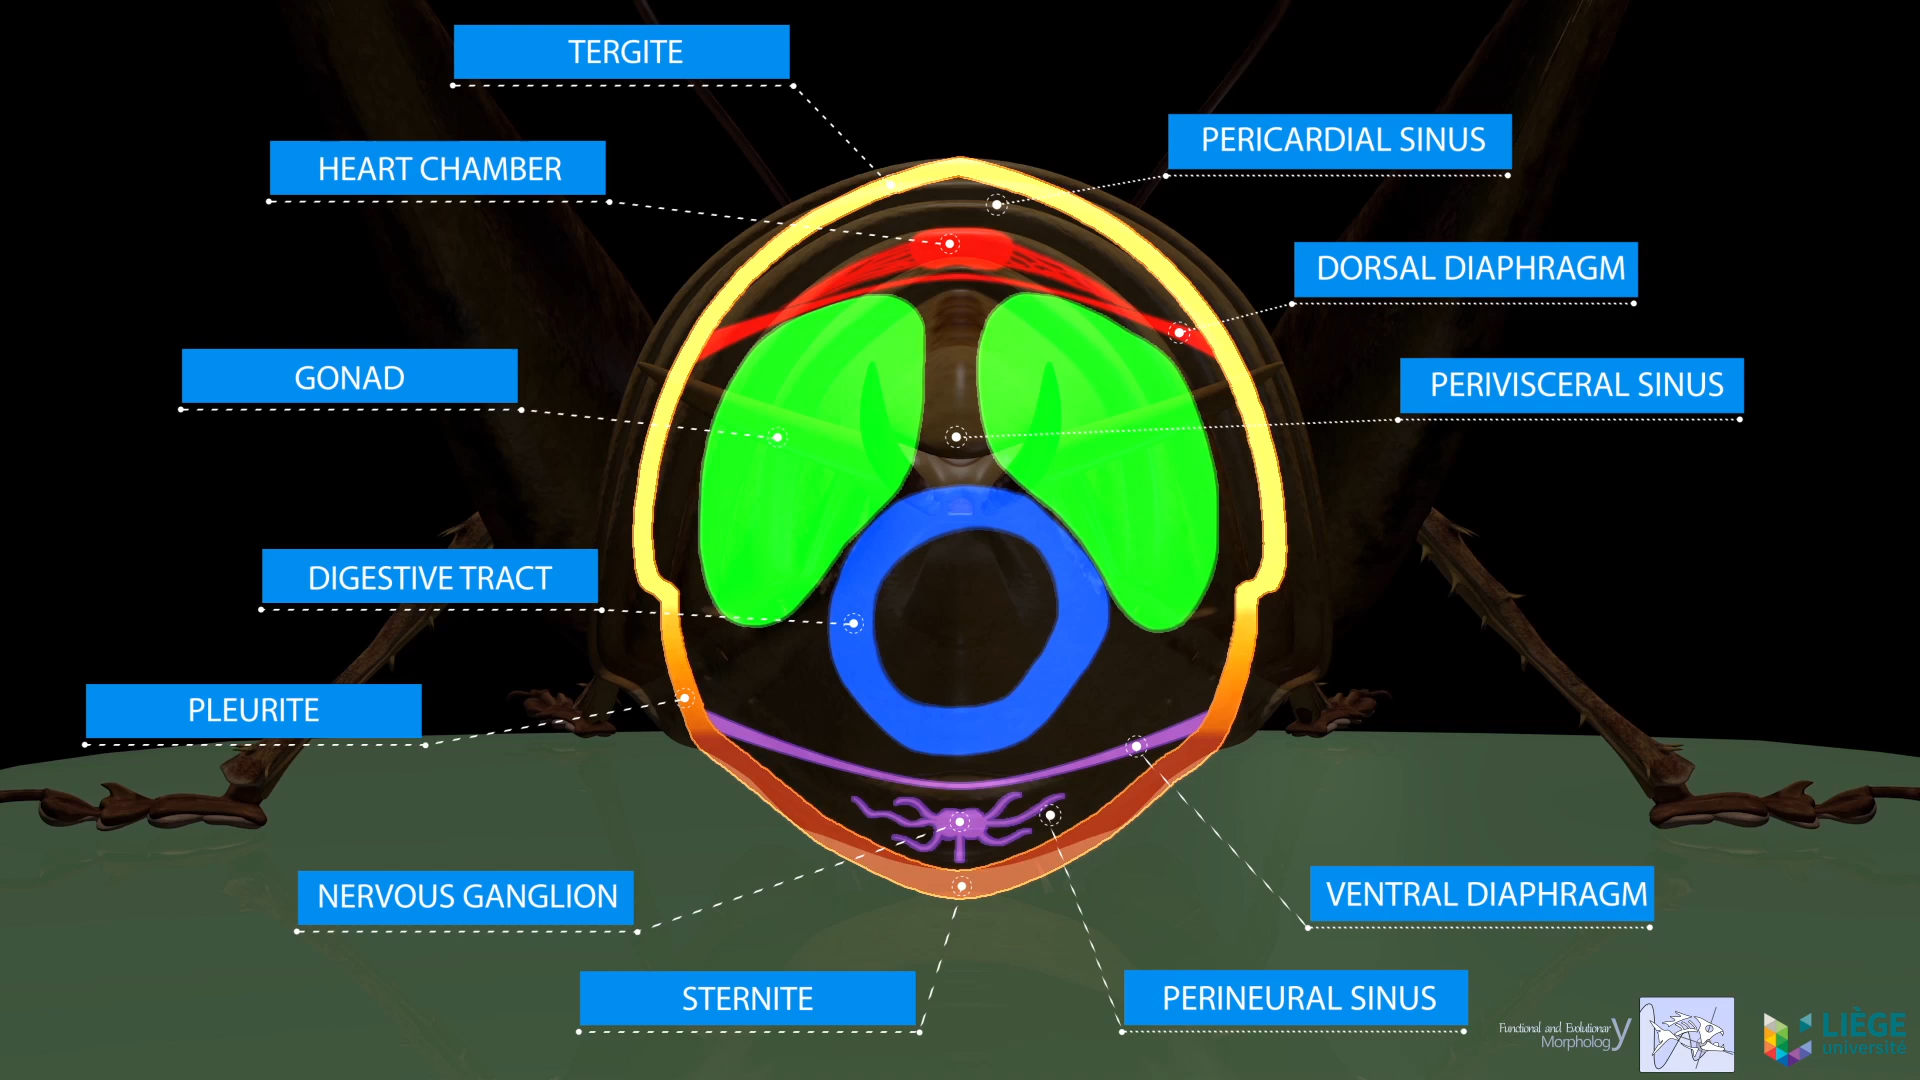 TERGITE
PERICARDIAL SINUS
HEART CHAMBER
DORSAL DIAPHRAGM
GONAD
PERIVISCERAL SINUS
DIGESTIVE TRACT
PLEURITE
NERVOUS GANGLION
VENTRAL DIAPHRAGM
STERNITE
PERINEURAL SINUS
Functional and Evolutionary
Morphology
LIÈGE
université